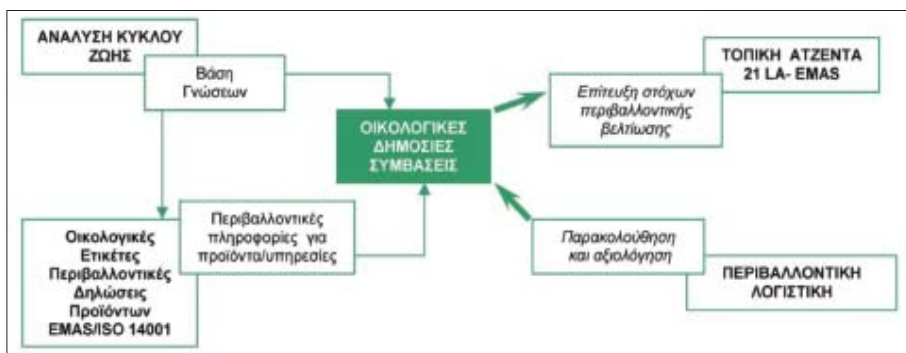 ΑΝΑΛΥΣΗ ΚΥΚΛΟΥ
ΖΩΗΣ
Βάση
Γνώσεων
ΟΙΚΟΛΟΓΙΚΕΣ
ΔΗΜΟΣΙΕΣ
ΣΥΜΒΑΣΕΙΣ
ΤΟΠΙΚΗ ΑΤΖΕΝΤΑ
21 LA- EMAS
Επίτευξη στόχων
περιβαλλοντικής
βελτίωσης
Οικολογικές
Ετικέτες
Περιβαλλοντικές
Δηλώσεις
Προϊόντων
EMAS/ISO 14001
Περιβαλλοντικές
πληροφορίες για
προϊόντα/υπηρεσίες
Παρακολούθηση
και αξιολόγηση
ΠΕΡΙΒΑΛΛΟΝΤΙΚΗ
ΛΟΓΙΣΤΙΚΗ